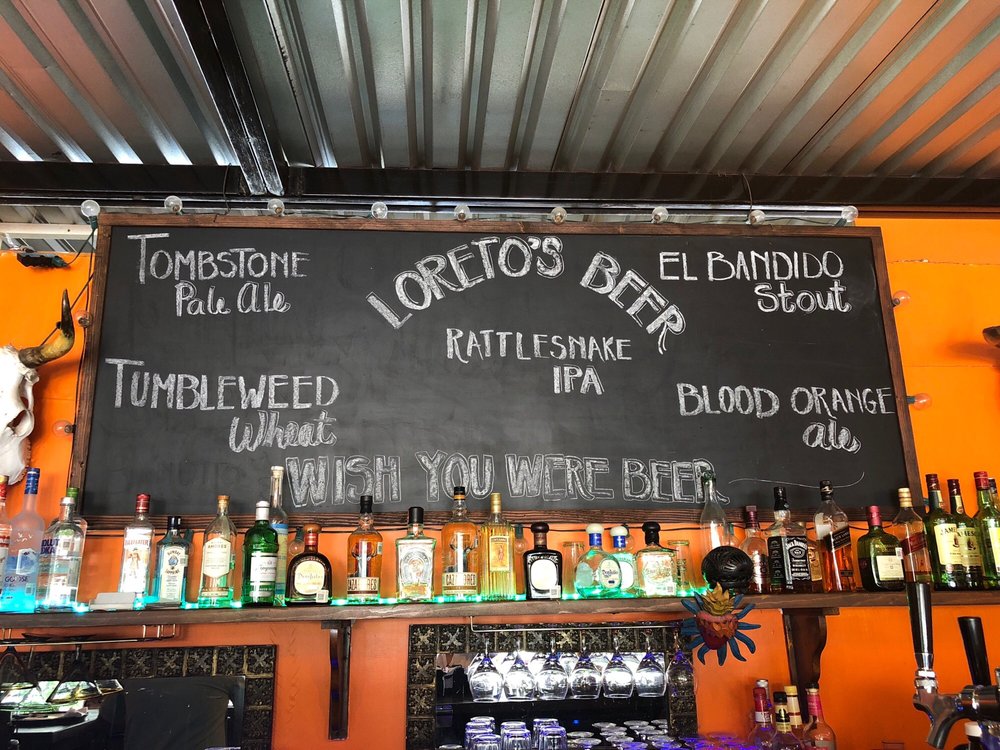 LORETO'S BEER
TOMBSTONE
Pale Ale
EL BANDIDO
Stout
RATTLESNAKE
IPA
TUMBLEWEED
Wheat
BLOOD ORANGE
ale
WISH YOU WERE BEER